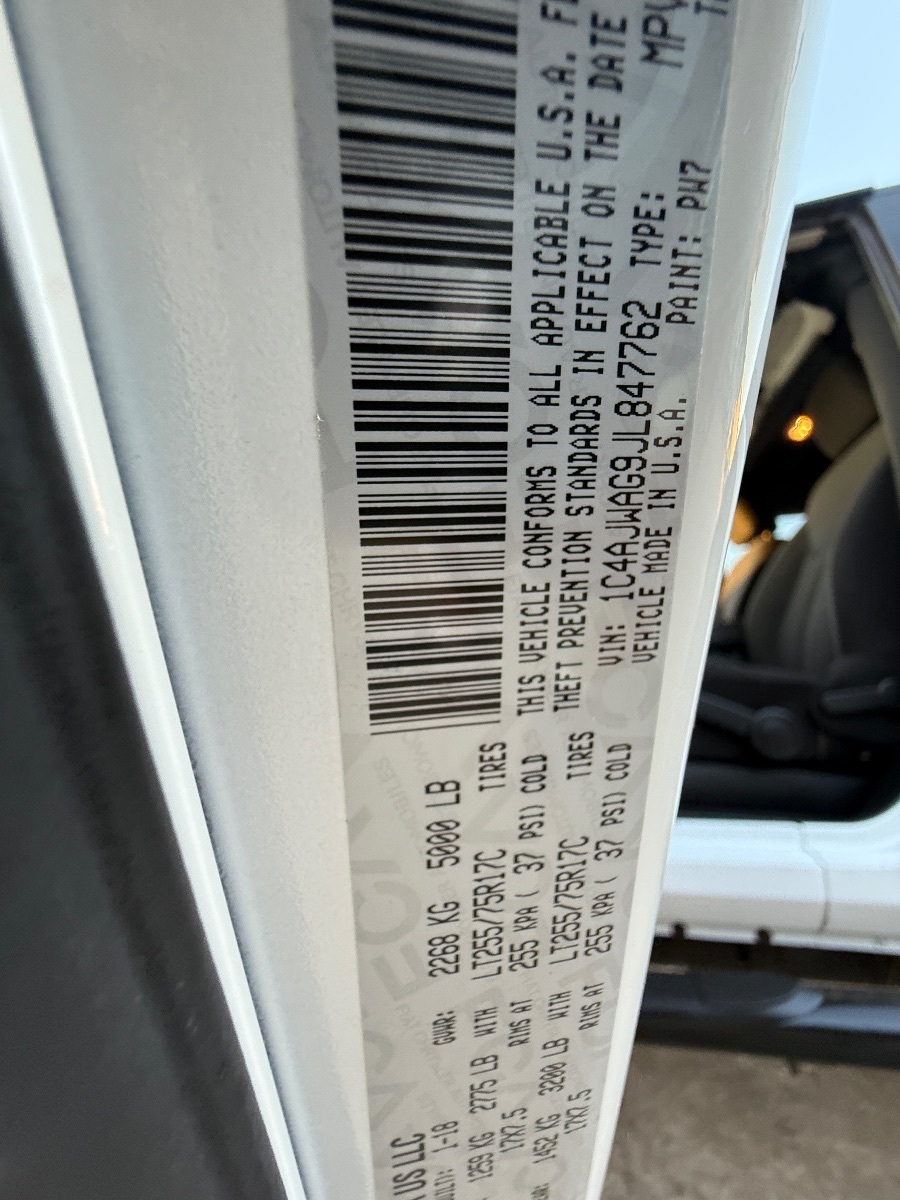 US LLC
1-18 GVWR: 2268 KG 5000 LB
1259 KG 2775 LB WITH LT255/75R17C TIRES
17X7.5 RIMS AT 255 KPA ( 37 PSI) COLD
1452 KG 3200 LB WITH LT255/75R17C TIRES
17X7.5 RIMS AT 255 KPA ( 37 PSI) COLD
THIS VEHICLE CONFORMS TO ALL APPLICABLE U.S.A.
THEFT PREVENTION STANDARDS IN EFFECT ON THE DATE
VIN: 1C4AJWAG9JL847762 TYPE: MPV
VEHICLE MADE IN U.S.A. PAINT: PW7